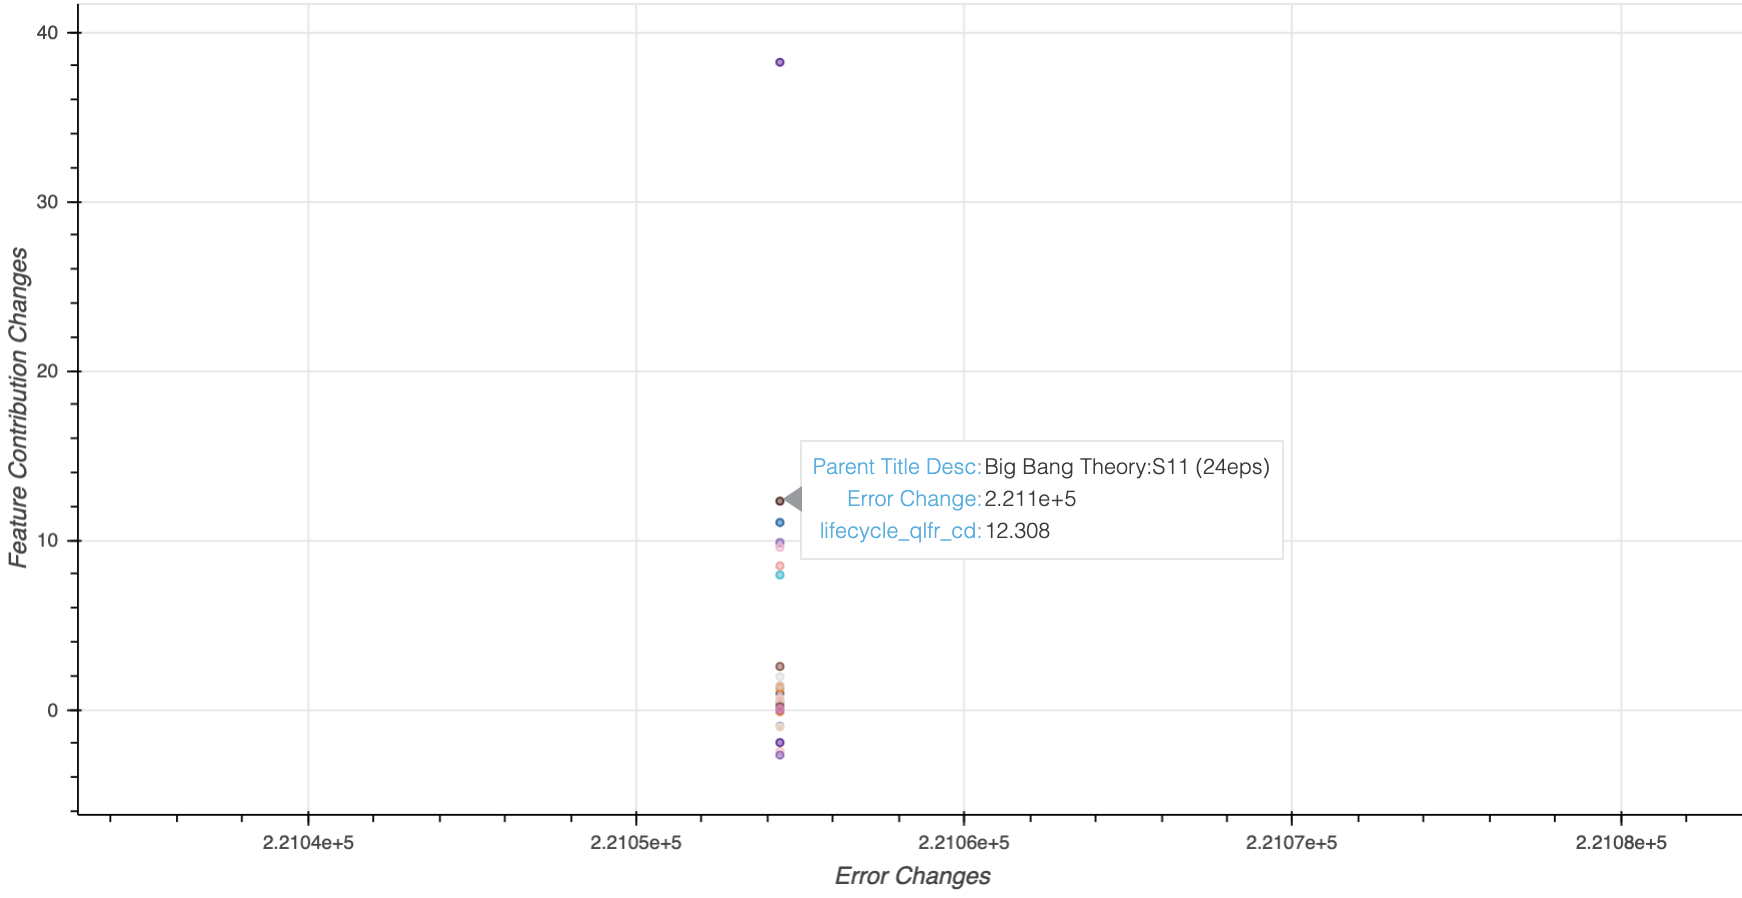 40
30
20
10
0
Feature Contribution Changes
Parent Title Desc: Big Bang Theory:S11 (24eps)
Error Change: 2.211e+5
lifecycle_qlfr_cd: 12.308
2.2104e+5 2.2105e+5 2.2106e+5 2.2107e+5 2.2108e+5
Error Changes